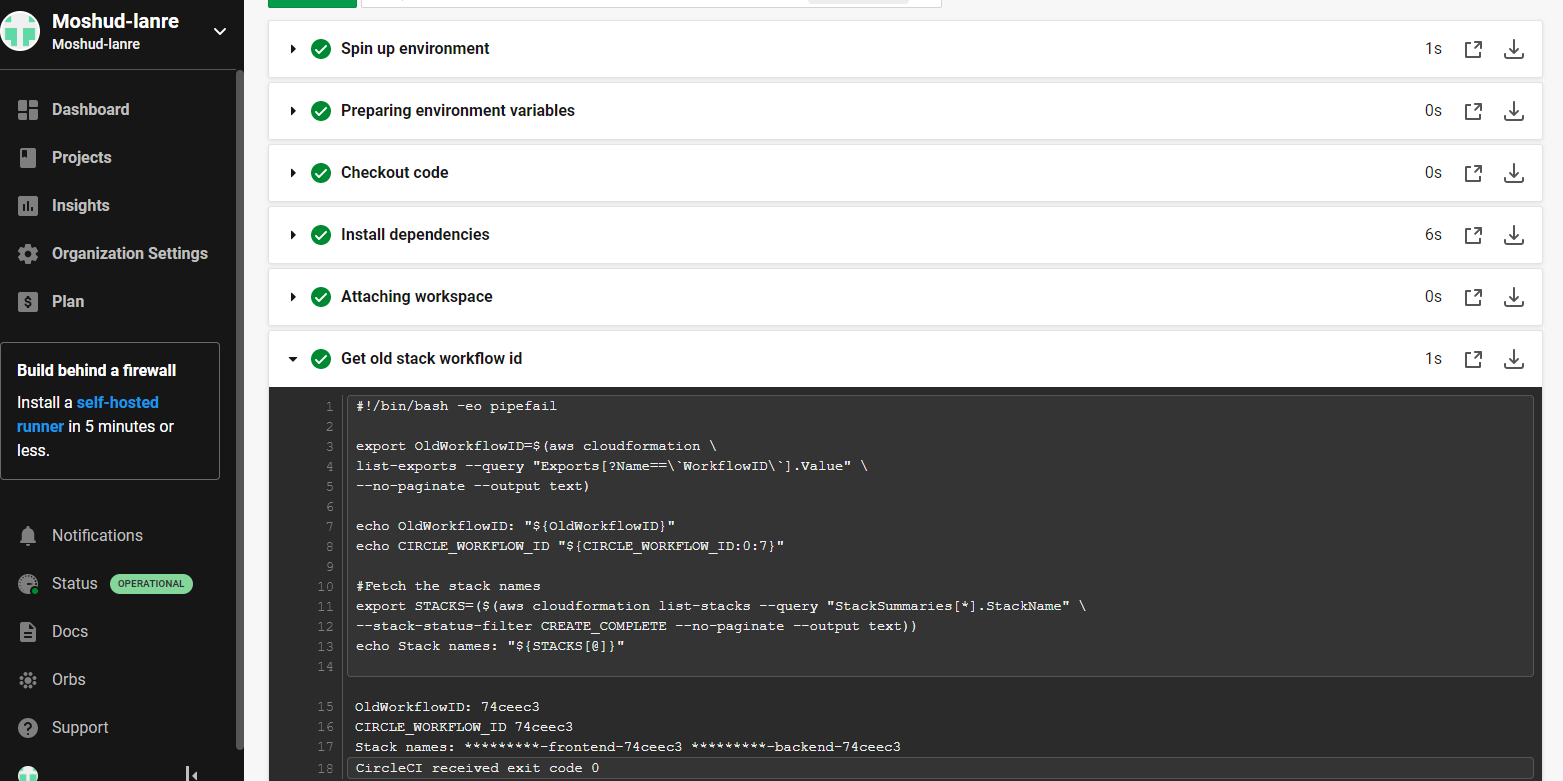 Moshud-lanre
Moshud-lanre
Dashboard
Projects
Insights
Organization Settings
Plan
Build behind a firewall
Install a self-hosted
runner in 5 minutes or
less.
Notifications
Status OPERATIONAL
Docs
Orbs
Support
Spin up environment 1s
Preparing environment variables 0s
Checkout code 0s
Install dependencies 6s
Attaching workspace 0s
Get old stack workflow id 1s
1 #!/bin/bash -eo pipefail
2
3 export OldWorkflowID=$(aws cloudformation \
4 list-exports --query "Exports[?Name==\`WorkflowID\`].Value" \
5 --no-paginate --output text)
6
7 echo OldWorkflowID: "${OldWorkflowID}"
8 echo CIRCLE_WORKFLOW_ID "${CIRCLE_WORKFLOW_ID:0:7}"
9
10 #Fetch the stack names
11 export STACKS=($(aws cloudformation list-stacks --query "StackSummaries[*].StackName" \
12 --stack-status-filter CREATE_COMPLETE --no-paginate --output text))
13 echo Stack names: "${STACKS[@]}"
14
15 OldWorkflowID: 74ceec3
16 CIRCLE_WORKFLOW_ID 74ceec3
17 Stack names: *********-frontend-74ceec3 *********-backend-74ceec3
18 CircleCI received exit code 0